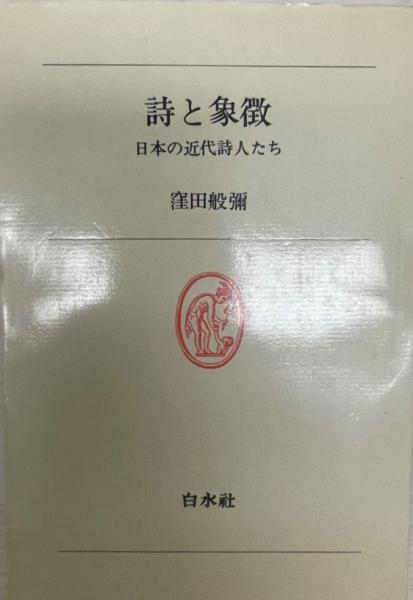 詩と象徴
日本の近代詩人たち
窪田般彌
白水社